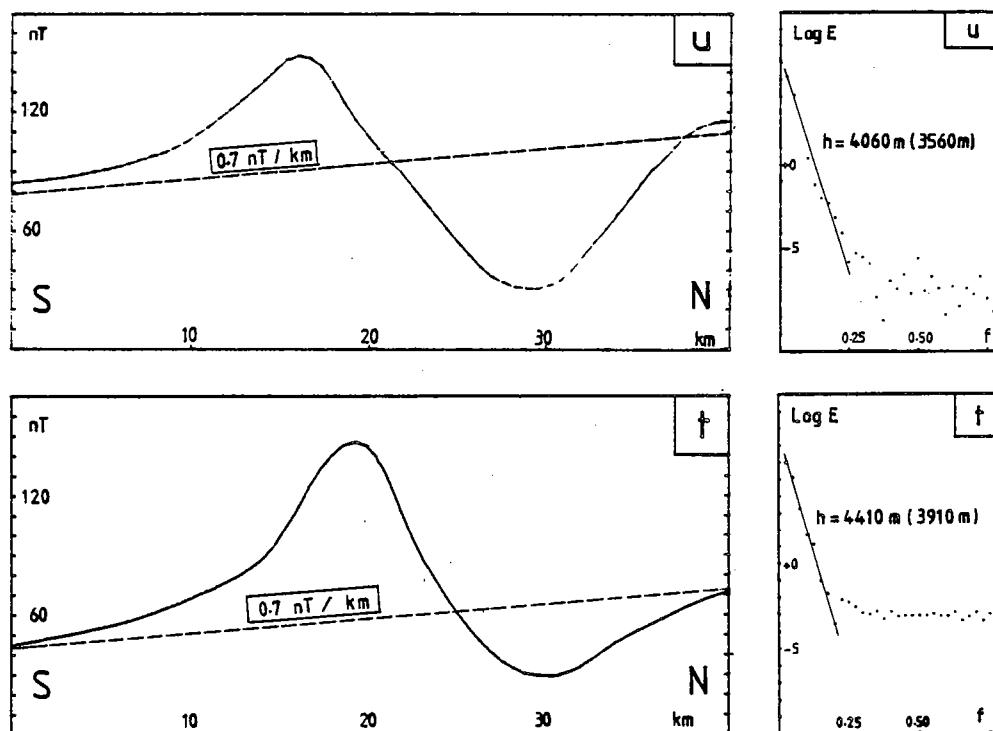 nT
120
60
0.7 nT / km
u
S
N
10
20
30
km
Log E
u
h = 4060 m (3560m)
+0
-5
0.25
0.50
f
nT
120
60
0.7 nT / km
t
S
N
10
20
30
km
Log E
t
h = 4410 m (3910 m)
+0
-5
0.25
0.50
f